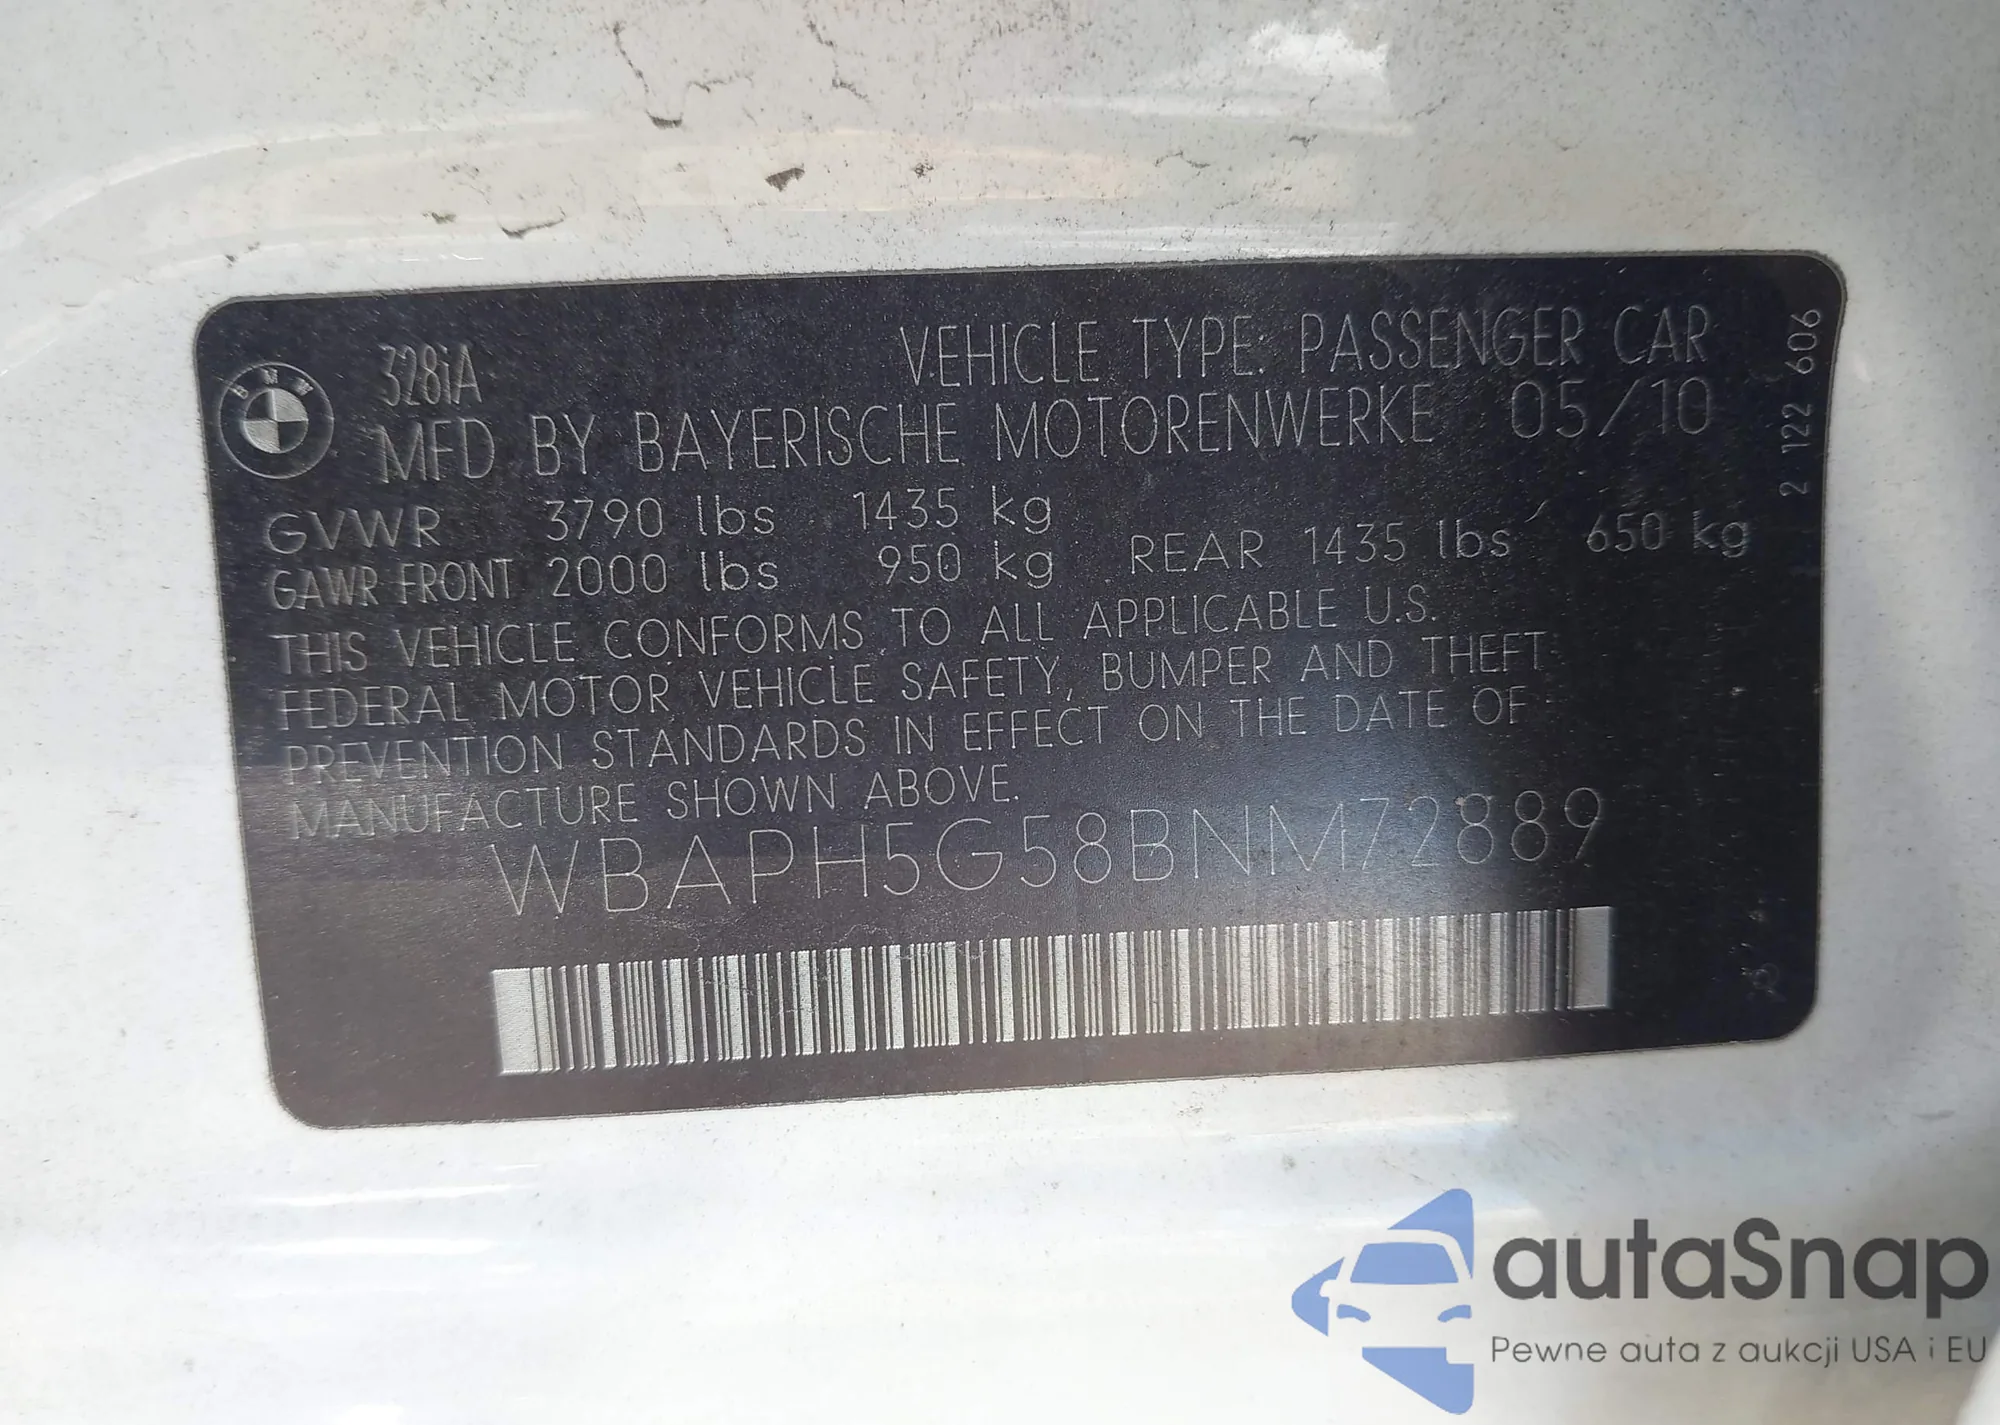 BMW
328iA
VEHICLE TYPE: PASSENGER CAR
MFD BY BAYERISCHE MOTORENWERKE 05/10
GVWR 3790 lbs 1435 kg
GAWR FRONT 2000 lbs 950 kg REAR 1435 lbs 650 kg
THIS VEHICLE CONFORMS TO ALL APPLICABLE U.S.
FEDERAL MOTOR VEHICLE SAFETY, BUMPER AND THEFT
PREVENTION STANDARDS IN EFFECT ON THE DATE OF
MANUFACTURE SHOWN ABOVE.
WBAPH5G58BNM72889
2 122 606
autaSnap
Pewne auta z aukcji USA i EU